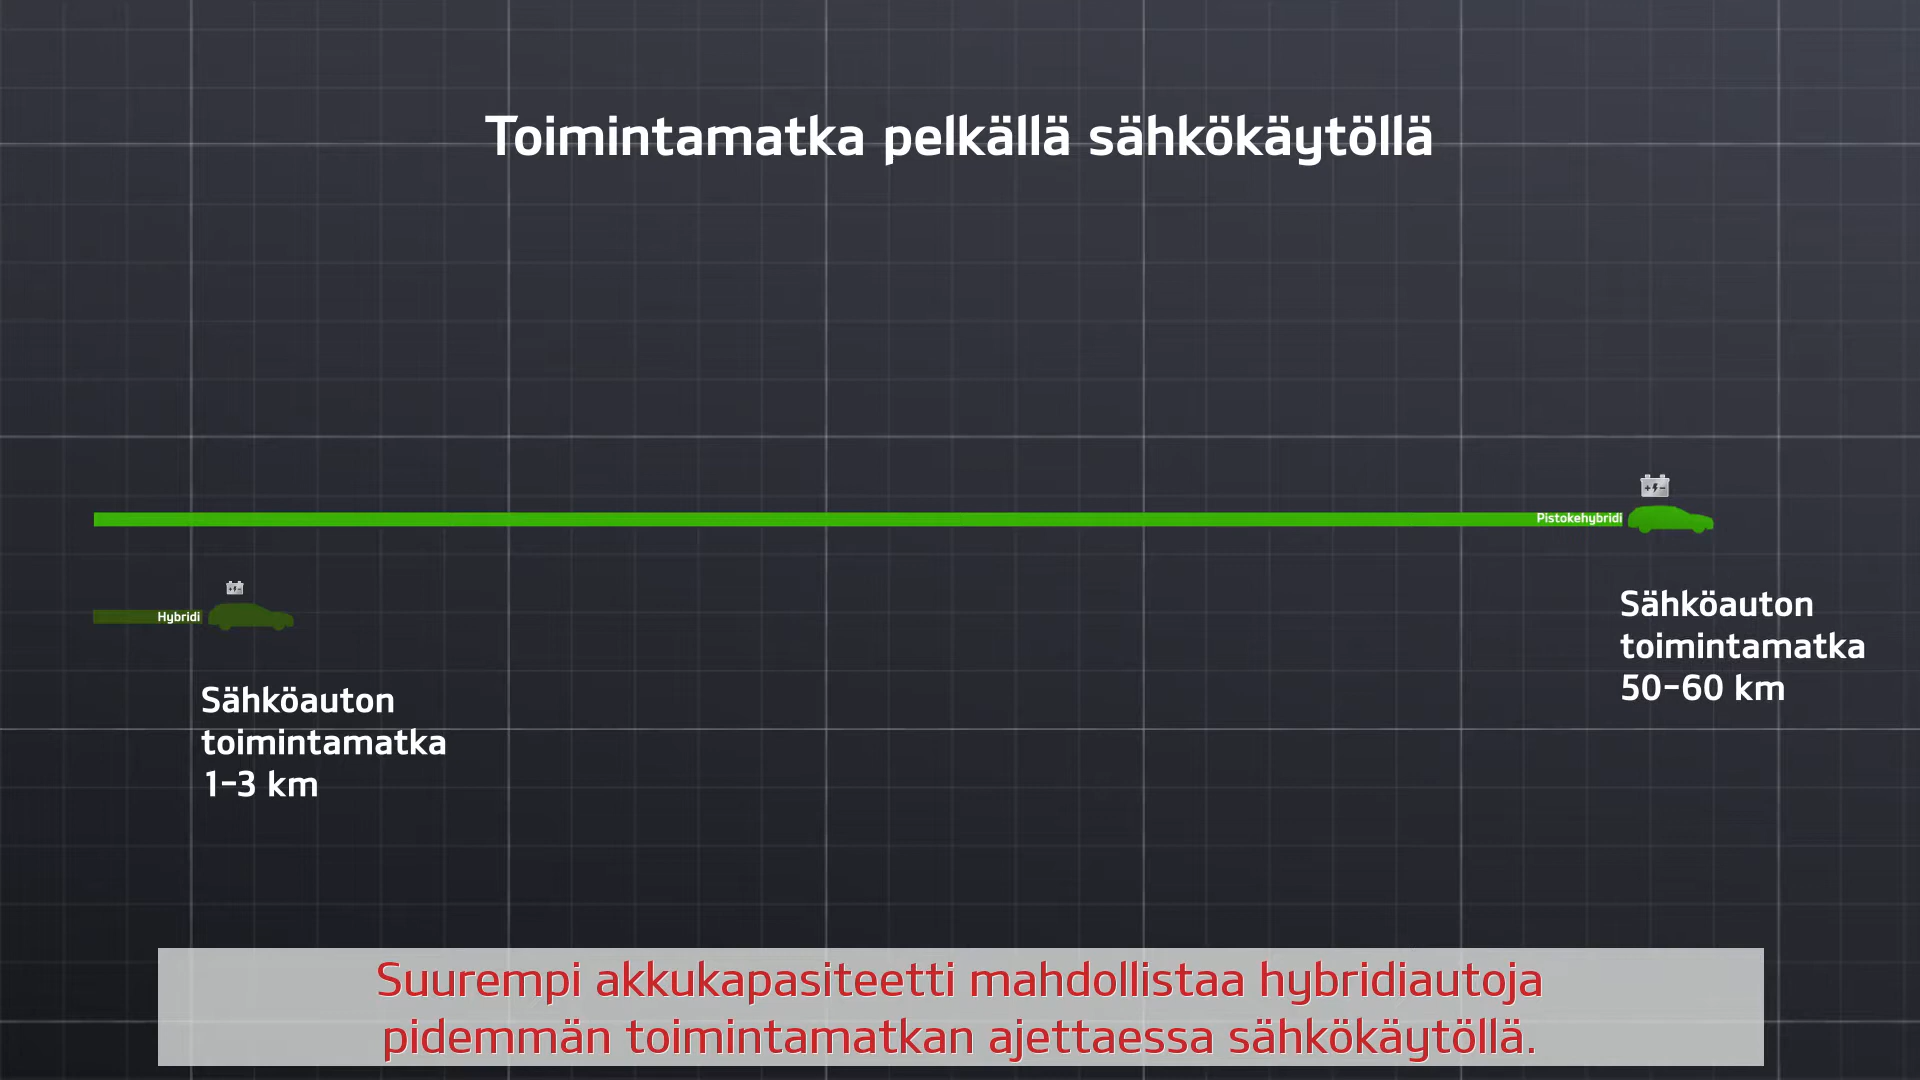 Toimintamatka pelkällä sähkökäytöllä
Pistokehybridi
Hybridi
Sähköauton
toimintamatka
50-60 km
Sähköauton
toimintamatka
1-3 km
Suurempi akkukapasiteetti mahdollistaa hybridiautoja
pidemmän toimintamatkan ajettaessa sähkökäytöllä.